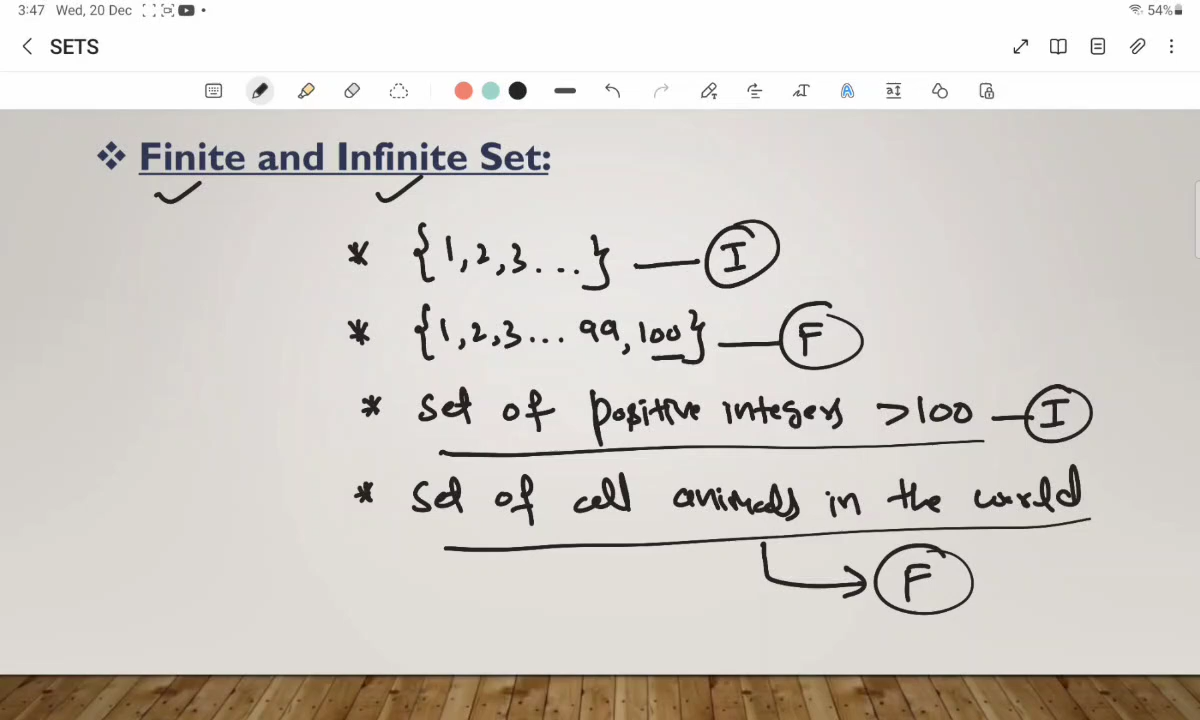 3:47 Wed, 20 Dec 54%
SETS
❖ Finite and Infinite Set:
* {1,2,3...} — I
* {1,2,3... 99,100} — F
* set of positive integers >100 — I
* set of all animals in the world
F